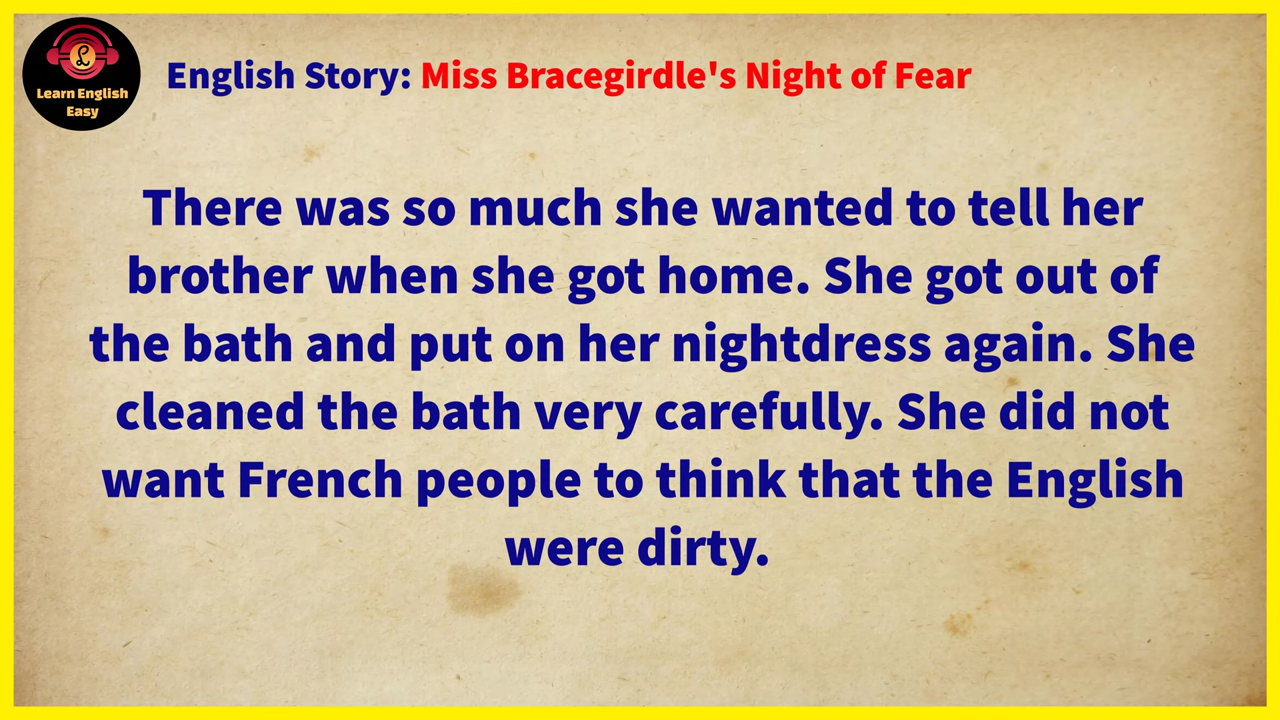 Learn English
Easy
English Story: Miss Bracegirdle's Night of Fear
There was so much she wanted to tell her
brother when she got home. She got out of
the bath and put on her nightdress again. She
cleaned the bath very carefully. She did not
want French people to think that the English
were dirty.